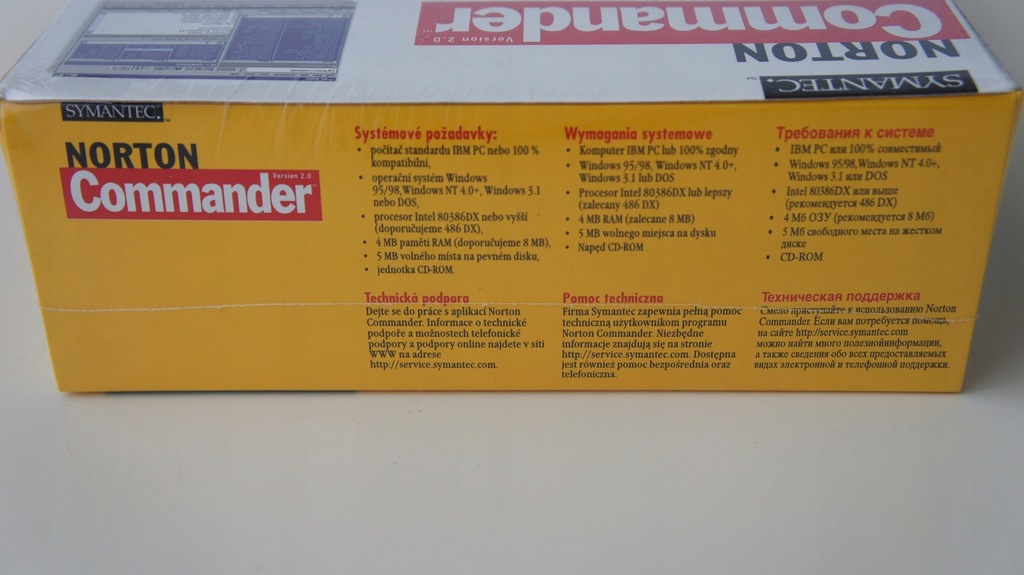 Commander
Version 2.0
NORTON
SYMANTEC.™
SYMANTEC.™
NORTON
Version 2.0
Commander™
Systémové požadavky:
• počítač standardu IBM PC nebo 100 %
kompatibilní,
• operační systém Windows
95/98,Windows NT 4.0+, Windows 3.1
nebo DOS,
• procesor Intel 80386DX nebo vyšší
(doporučujeme 486 DX),
• 4 MB paměti RAM (doporučujeme 8 MB),
• 5 MB volného místa na pevném disku,
• jednotka CD-ROM.
Technická podpora
Dejte se do práce s aplikací Norton
Commander. Informace o technické
podpoře a možnostech telefonické
podpory a podpory online najdete v síti
WWW na adrese
http://service.symantec.com.
Wymagania systemowe
• Komputer IBM PC lub 100% zgodny
• Windows 95/98, Windows NT 4.0+,
Windows 3.1 lub DOS
• Procesor Intel 80386DX lub lepszy
(zalecany 486 DX)
• 4 MB RAM (zalecane 8 MB)
• 5 MB wolnego miejsca na dysku
• Napęd CD-ROM
Pomoc techniczna
Firma Symantec zapewnia pełną pomoc
techniczną użytkownikom programu
Norton Commander. Niezbędne
informacje znajdują się na stronie
http://service.symantec.com. Dostępna
jest również pomoc bezpośrednia oraz
telefoniczna.
Требования к системе
• IBM PC или 100% совместимый
• Windows 95/98,Windows NT 4.0+,
Windows 3.1 или DOS
• Intel 80386DX или выше
(рекомендуется 486 DX)
• 4 Мб ОЗУ (рекомендуется 8 Мб)
• 5 Мб свободного места на жестком
диске
• CD-ROM
Техническая поддержка
Смело приступайте к использованию Norton
Commander. Если вам потребуется помощь,
на сайте http://service.symantec.com
можно найти много полезнойинформации,
а также сведения обо всех предоставляемых
видах электронной и телефонной поддержки.